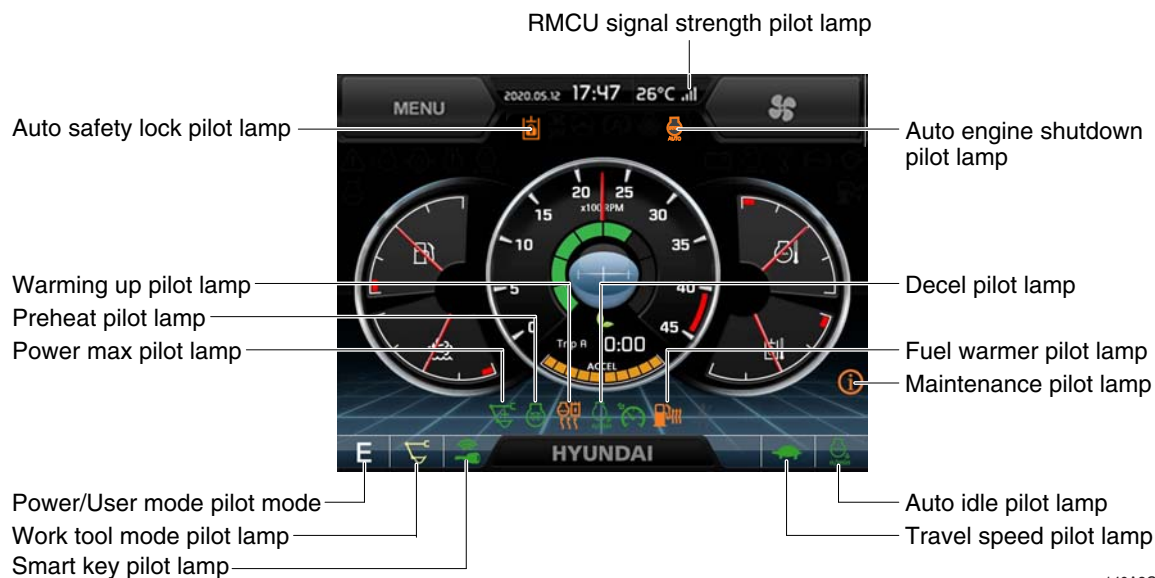 RMCU signal strength pilot lamp
MENU
2020.05.12 17:47 26°C
Auto safety lock pilot lamp
AUTO
Auto engine shutdown
pilot lamp
20 25
x100RPM
15 30
10 35
5 40
0 45
Warming up pilot lamp
Decel pilot lamp
Preheat pilot lamp
Power max pilot lamp
Trip A 0:00
ACCEL
Fuel warmer pilot lamp
Maintenance pilot lamp
E
HYUNDAI
Power/User mode pilot mode
Auto idle pilot lamp
Work tool mode pilot lamp
Travel speed pilot lamp
Smart key pilot lamp